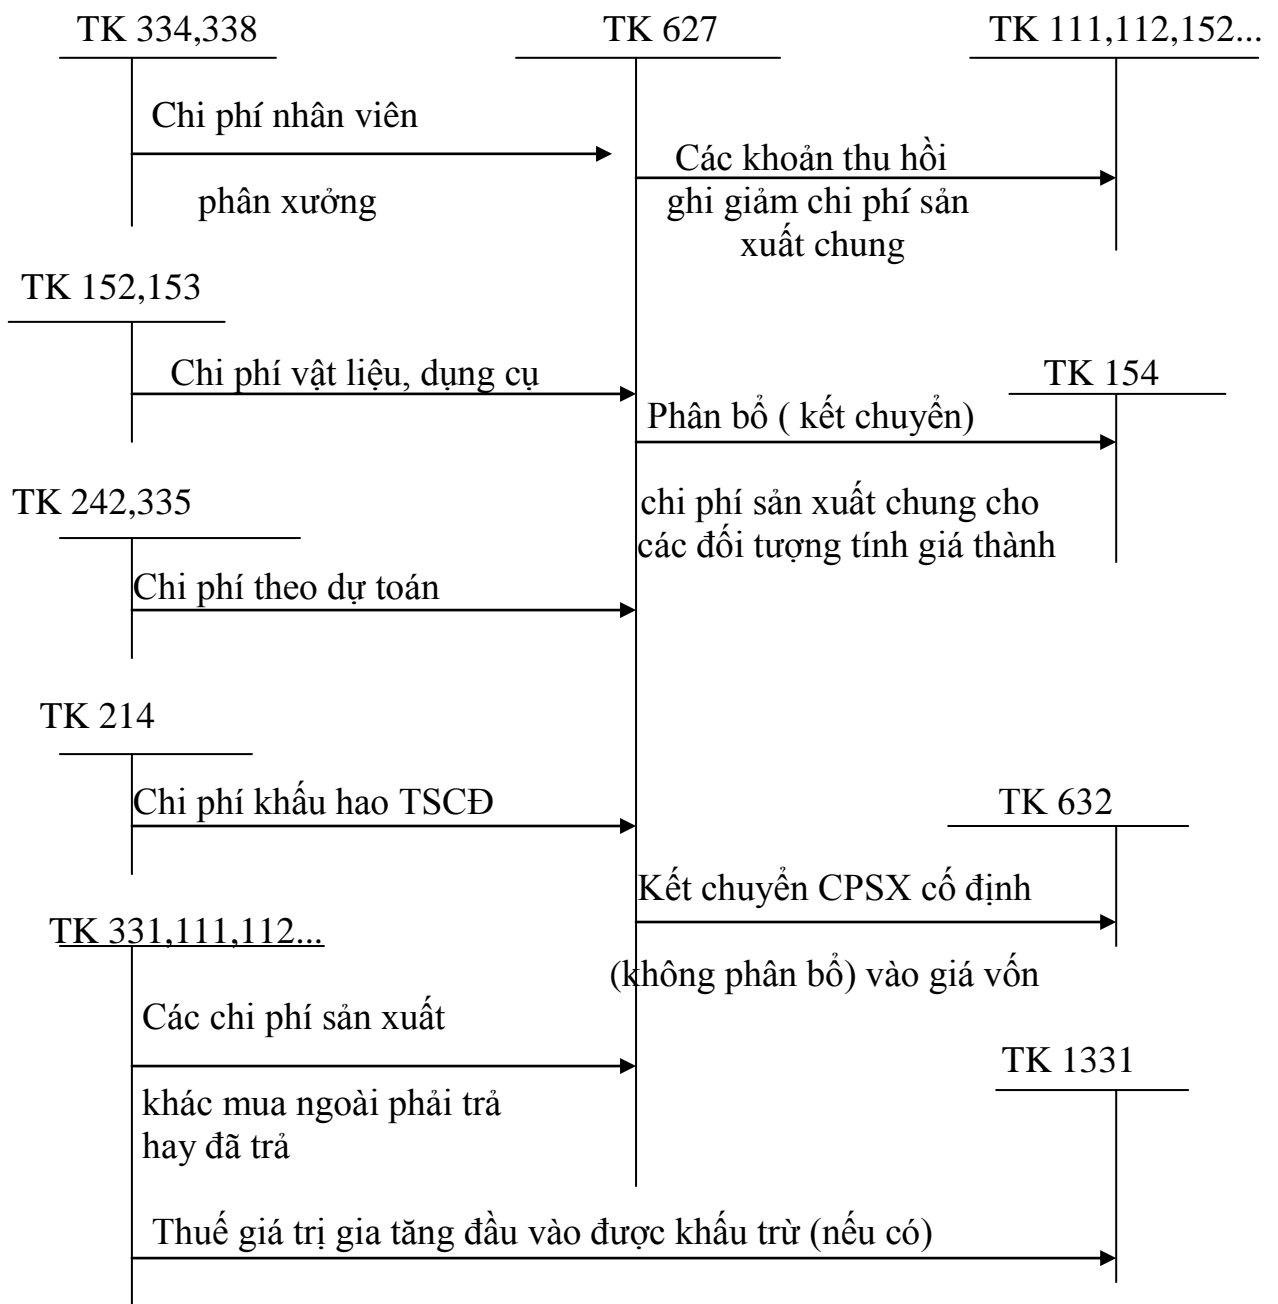 TK 334,338
TK 627
TK 111,112,152...
Chi phí nhân viên
phân xưởng
Các khoản thu hồi
ghi giảm chi phí sản
xuất chung
TK 152,153
Chi phí vật liệu, dụng cụ
TK 154
Phân bổ ( kết chuyển)
chi phí sản xuất chung cho
các đối tượng tính giá thành
TK 242,335
Chi phí theo dự toán
TK 214
Chi phí khấu hao TSCĐ
TK 632
Kết chuyển CPSX cố định
(không phân bổ) vào giá vốn
TK 331,111,112...
Các chi phí sản xuất
khác mua ngoài phải trả
hay đã trả
TK 1331
Thuế giá trị gia tăng đầu vào được khấu trừ (nếu có)